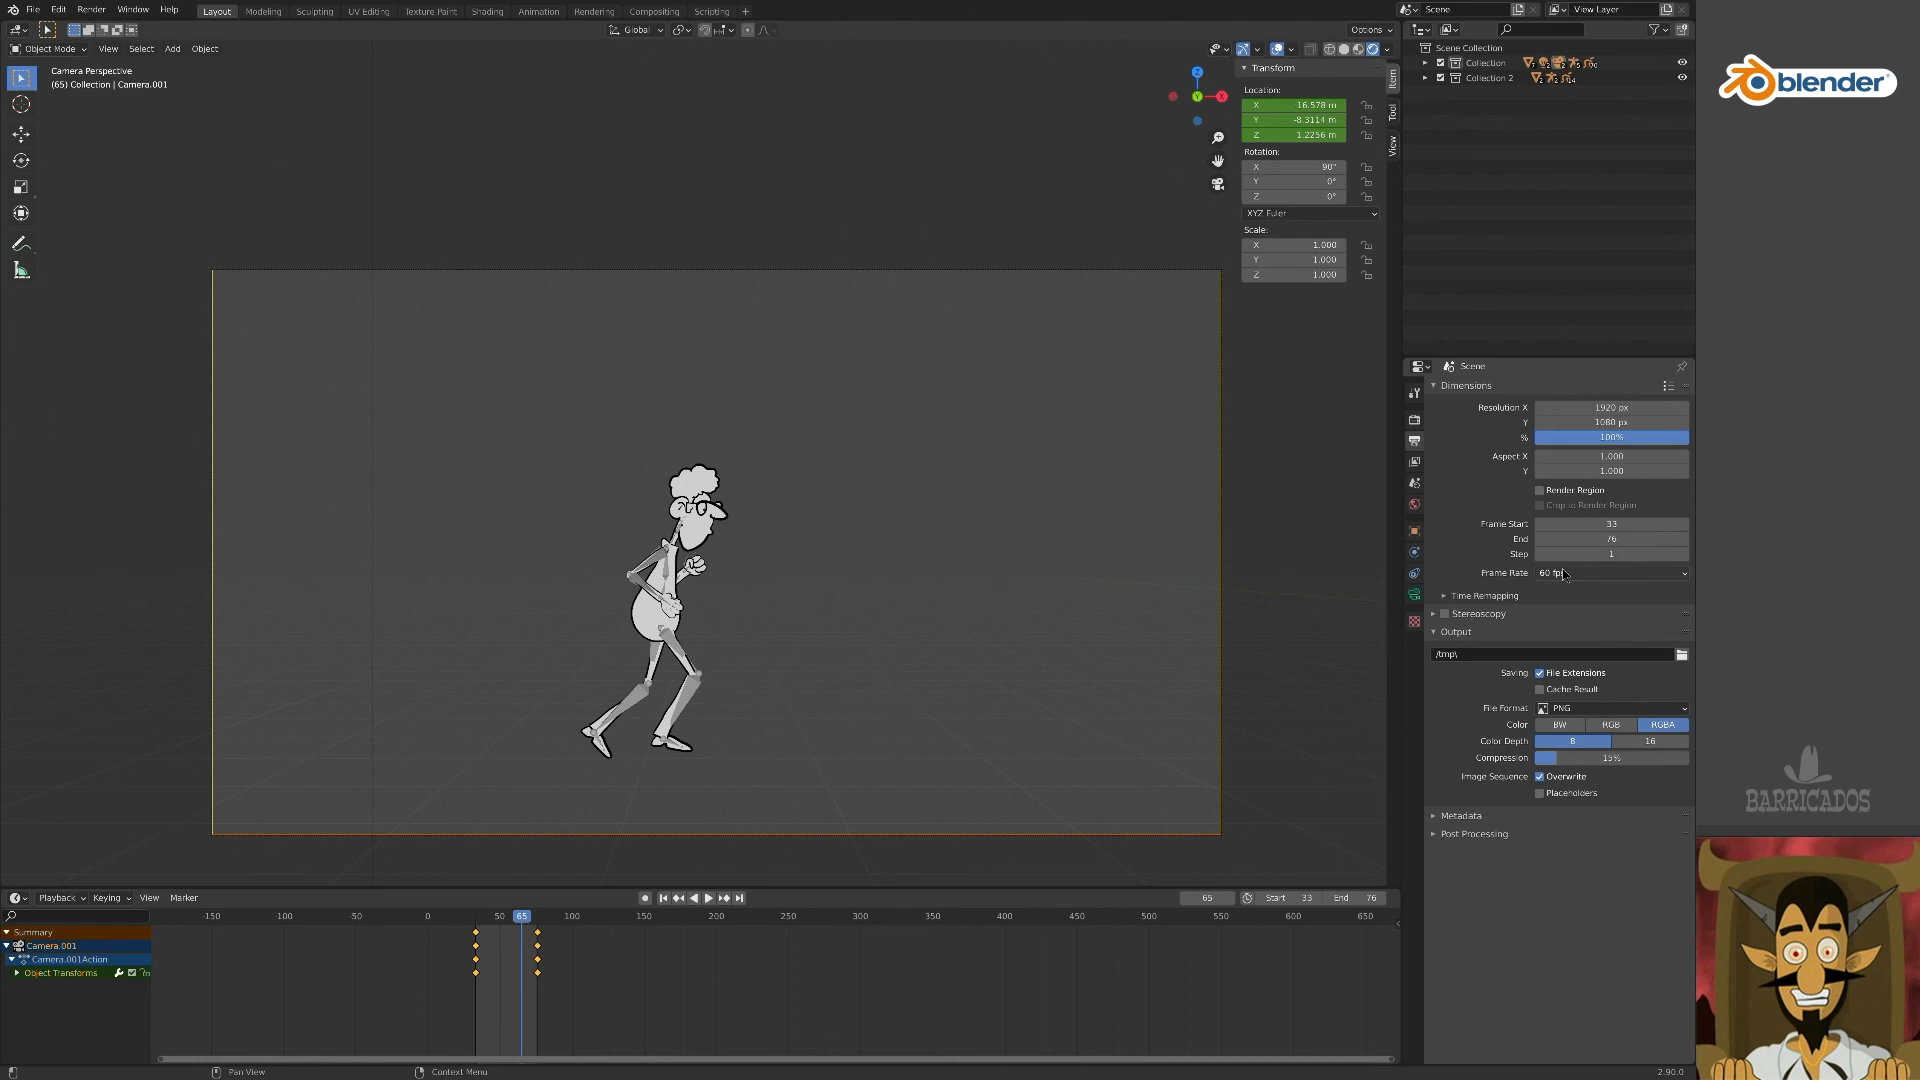 File Edit Render Window Help
Layout Modeling Sculpting UV Editing Texture Paint Shading Animation Rendering Compositing Scripting +
Scene
View Layer
Global
Options
Object Mode View Select Add Object
Camera Perspective
(65) Collection | Camera.001
Z
Y
X
Transform
Location:
X -16.578 m
Y -8.3114 m
Z 1.2256 m
Rotation:
X 90°
Y 0°
Z 0°
XYZ Euler
Scale:
X 1.000
Y 1.000
Z 1.000
Item
Tool
View
Scene Collection
Collection
Collection 2
blender
Scene
Dimensions
Resolution X 1920 px
Y 1080 px
% 100%
Aspect X 1.000
Y 1.000
Render Region
Crop to Render Region
Frame Start 33
End 76
Step 1
Frame Rate 60 fps
Time Remapping
Stereoscopy
Output
/tmp\
Saving File Extensions
Cache Result
File Format PNG
Color BW RGB RGBA
Color Depth 8 16
Compression 15%
Image Sequence Overwrite
Placeholders
Metadata
Post Processing
BARRICADOS
Playback Keying View Marker
65 Start 33 End 76
-150 -100 -50 0 50 65 100 150 200 250 300 350 400 450 500 550 600 650
Summary
Camera.001
Camera.001Action
Object Transforms
Pan View
Context Menu
2.90.0